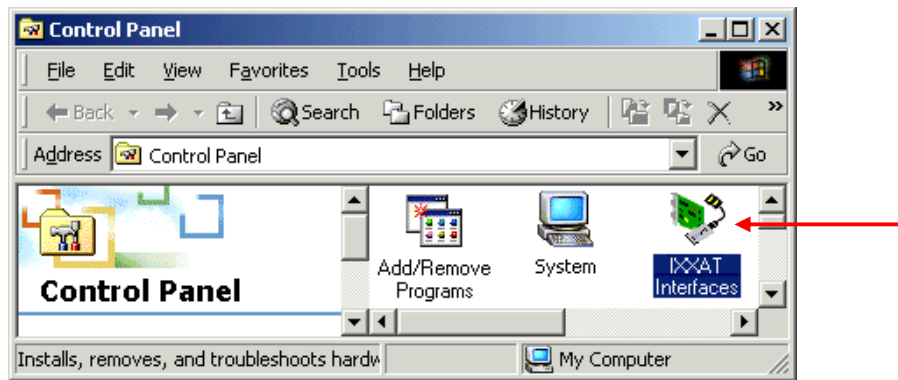 Control Panel
File Edit View Favorites Tools Help
Back Search Folders History »
Address Control Panel Go
Control Panel
Add/Remove
Programs
System
IXXAT
Interfaces
Installs, removes, and troubleshoots hardw
My Computer